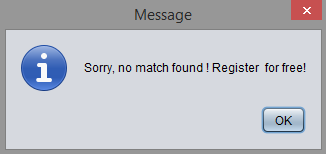 Message
Sorry, no match found ! Register  for free!
OK